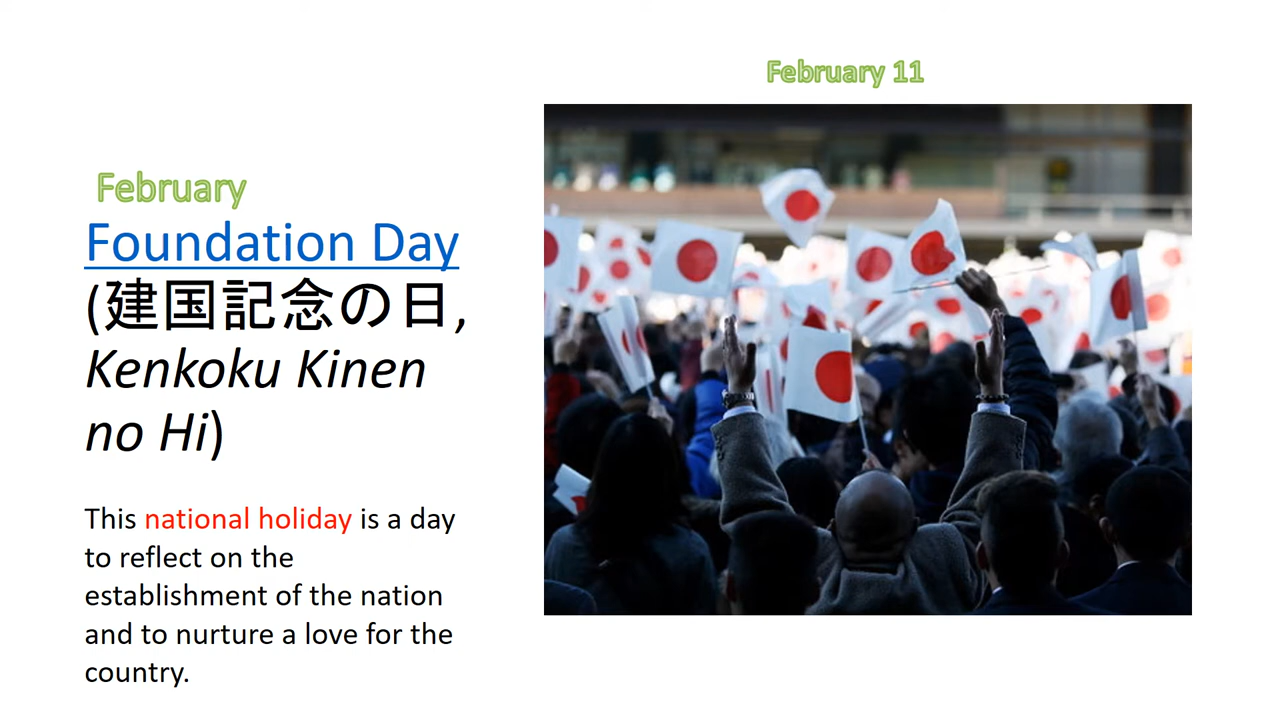 February 11
February
Foundation Day
(建国記念の日,
Kenkoku Kinen
no Hi)
This national holiday is a day
to reflect on the
establishment of the nation
and to nurture a love for the
country.